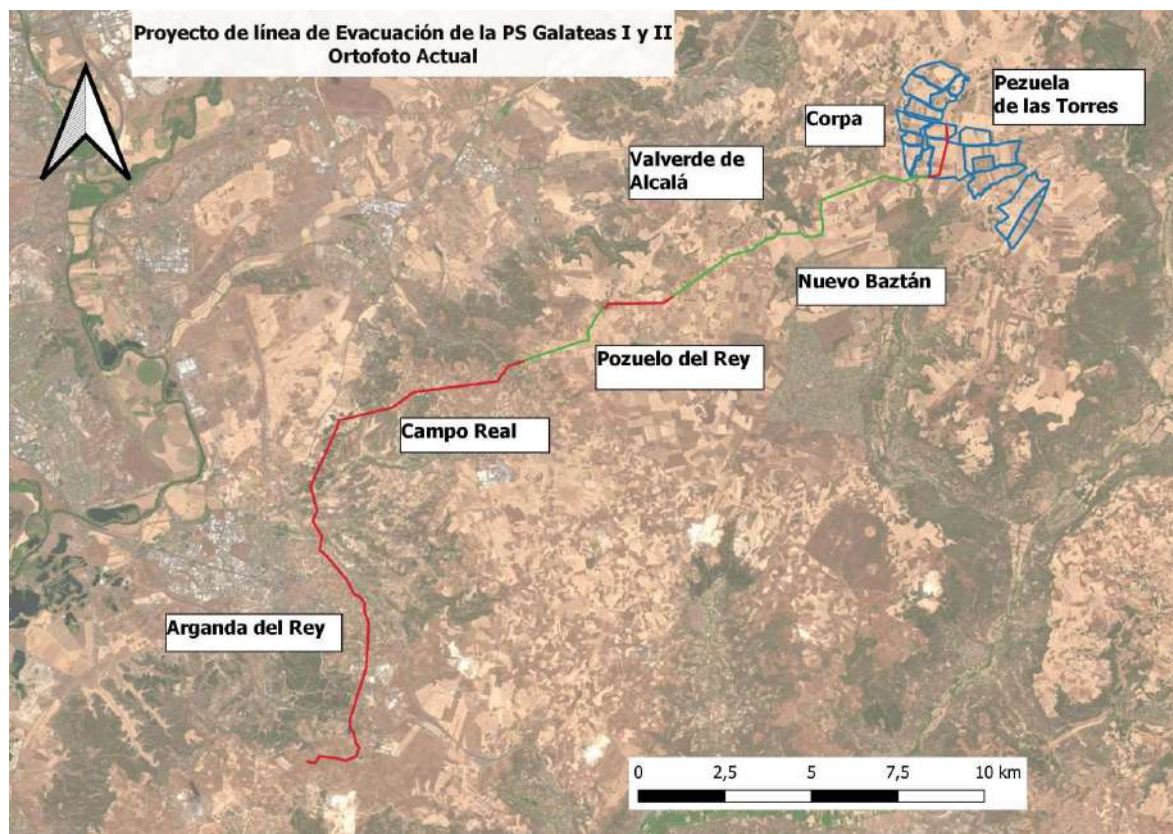 Proyecto de línea de Evacuación de la PS Galateas I y II
Ortofoto Actual
Pezuela
de las Torres
Corpa
Valverde de
Alcalá
Nuevo Baztán
Pozuelo del Rey
Campo Real
Arganda del Rey
0 2,5 5 7,5 10 km